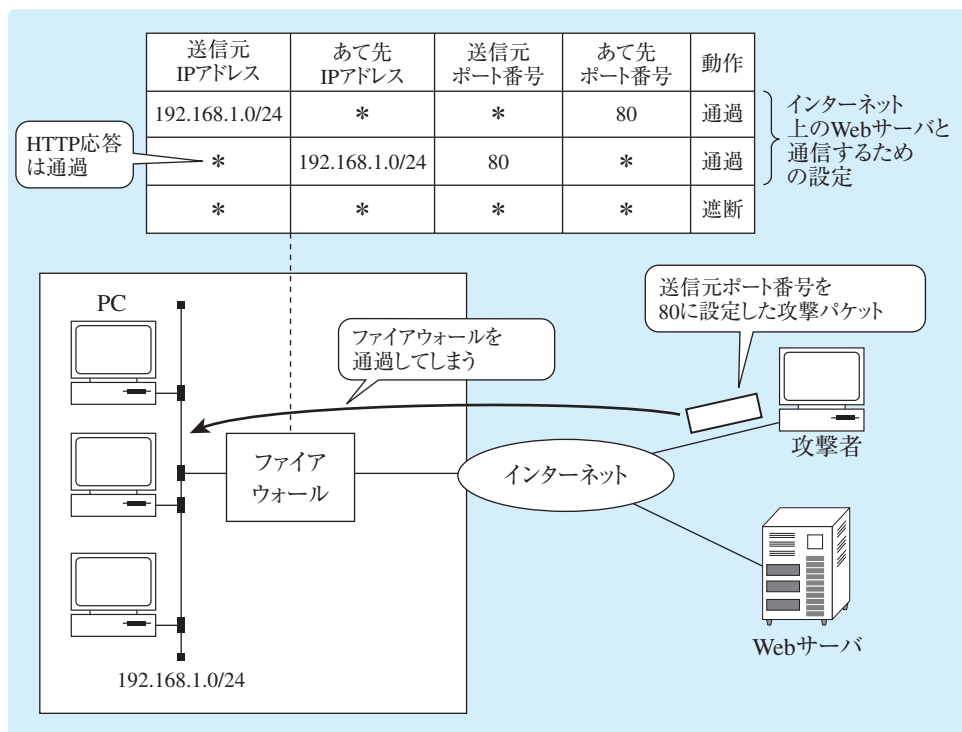 送信元
IPアドレス
あて先
IPアドレス
送信元
ポート番号
あて先
ポート番号
動作
192.168.1.0/24
*
*
80
通過
*
192.168.1.0/24
80
*
通過
*
*
*
*
遮断
インターネット
上のWebサーバと
通信するため
の設定
HTTP応答
は通過
PC
送信元ポート番号を
80に設定した攻撃パケット
ファイアウォールを
通過してしまう
ファイア
ウォール
インターネット
攻撃者
Webサーバ
192.168.1.0/24